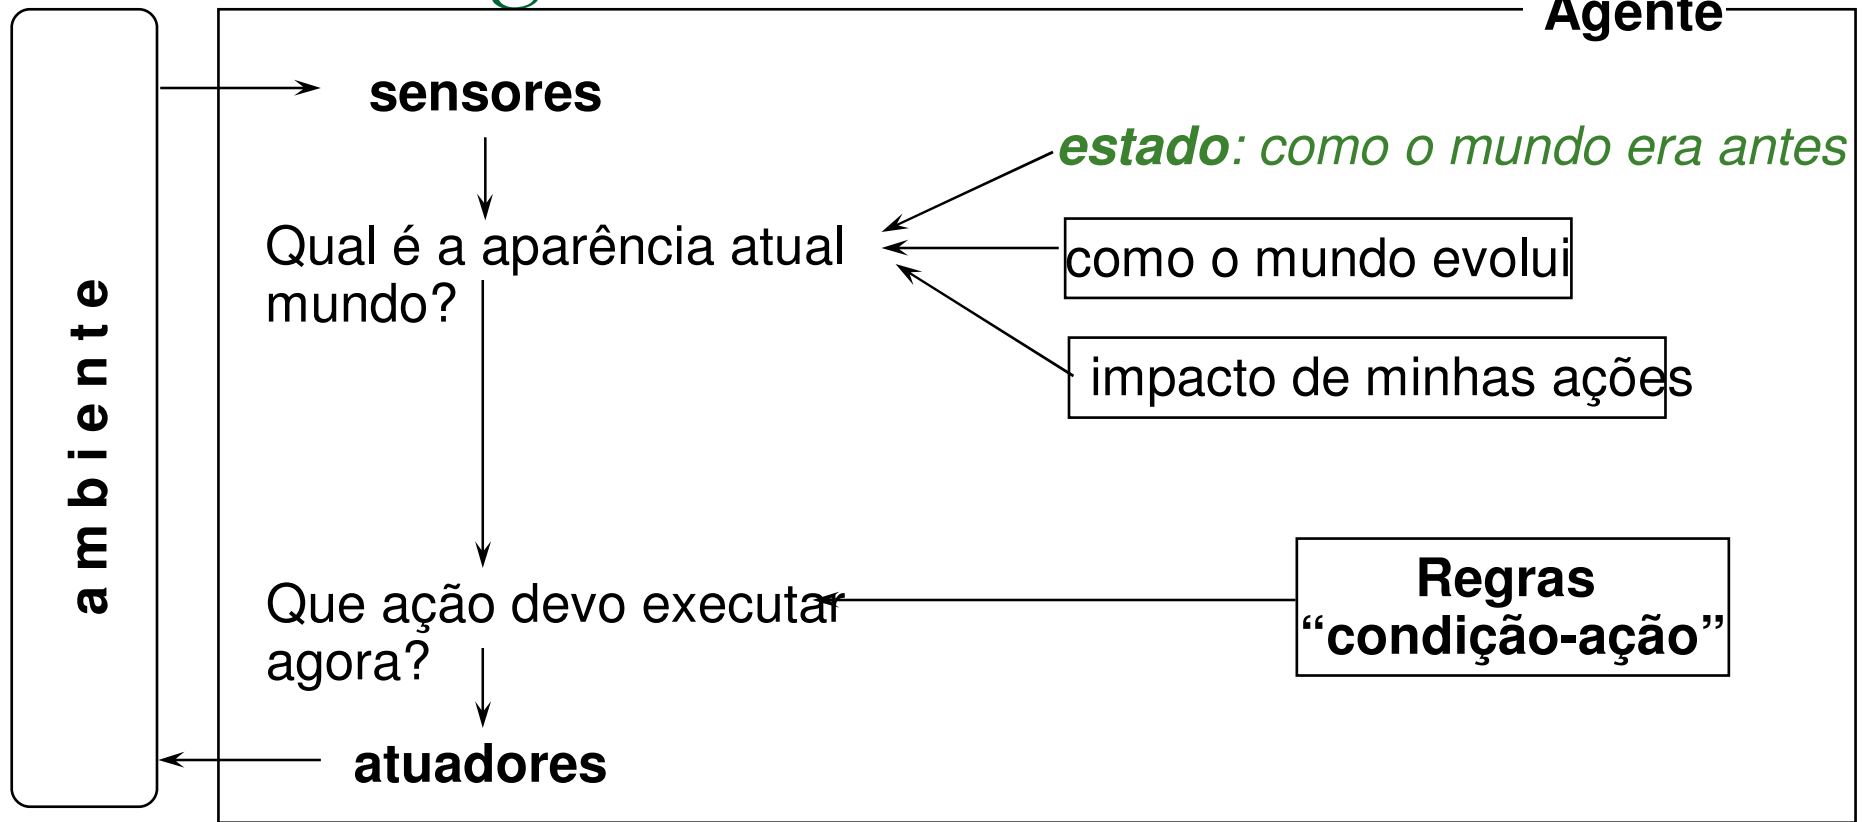 Agente
sensores
estado: como o mundo era antes
Qual é a aparência atual
mundo?
como o mundo evolui
impacto de minhas ações
ambiente
Que ação devo executar
agora?
Regras
“condição-ação”
atuadores